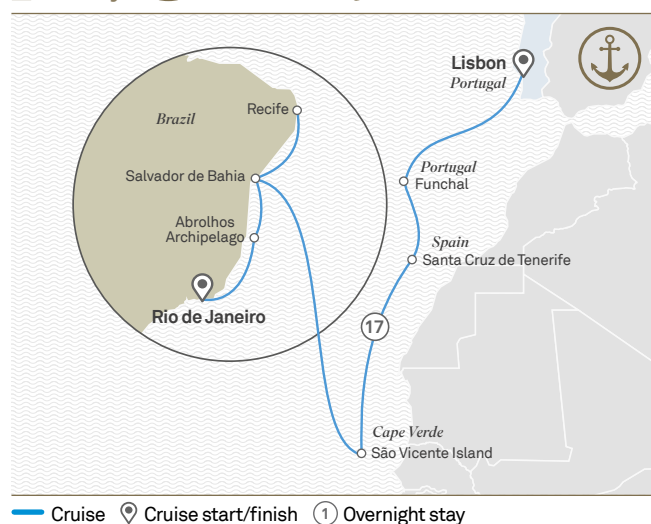 Lisbon
Portugal
Recife
Brazil
Portugal
Funchal
Salvador de Bahia
Abrolhos
Archipelago
Spain
Santa Cruz de Tenerife
Rio de Janeiro
17
Cape Verde
São Vicente Island
Cruise
Cruise start/finish
1 Overnight stay